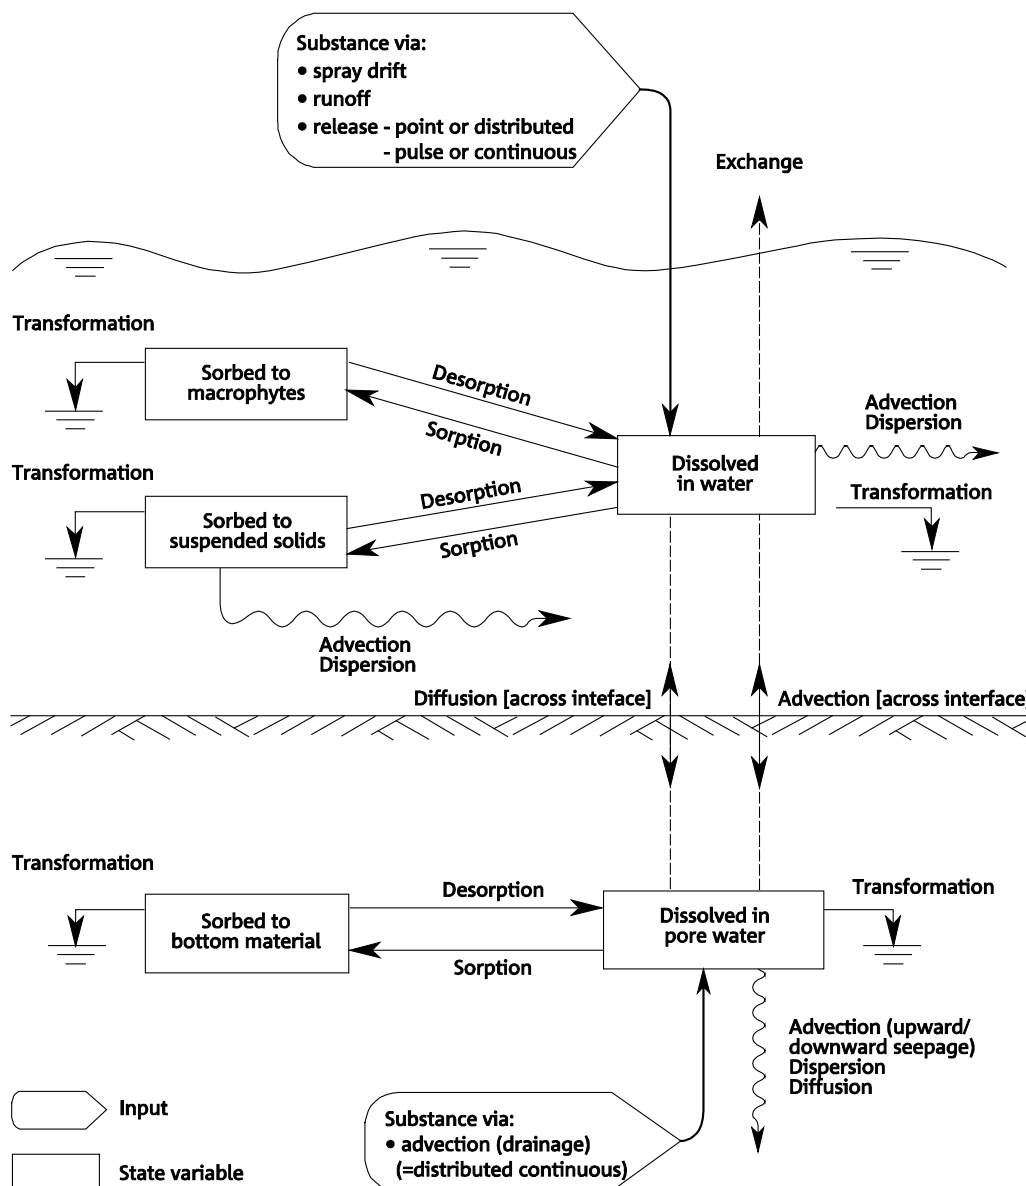 Substance via:
• spray drift
• runoff
• release - point or distributed
- pulse or continuous
Exchange
Transformation
Sorbed to
macrophytes
Desorption
Sorption
Advection
Dispersion
Transformation
Sorbed to
suspended solids
Desorption
Sorption
Dissolved
in water
Transformation
Advection
Dispersion
Diffusion [across inteface]
Advection [across interface]
Transformation
Sorbed to
bottom material
Desorption
Sorption
Dissolved in
pore water
Transformation
Advection (upward/
downward seepage)
Dispersion
Diffusion
Input
Substance via:
• advection (drainage)
(=distributed continuous)
State variable